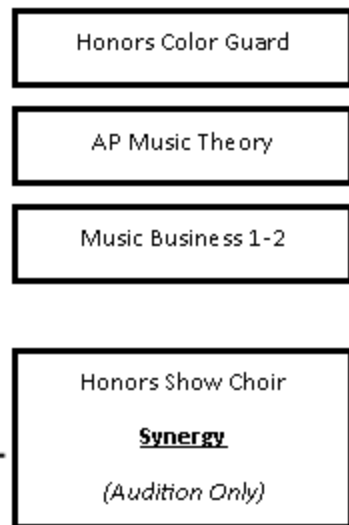 Honors Color Guard
AP Music Theory
Music Business 1-2
Honors Show Choir
Synergy
(Audition Only)